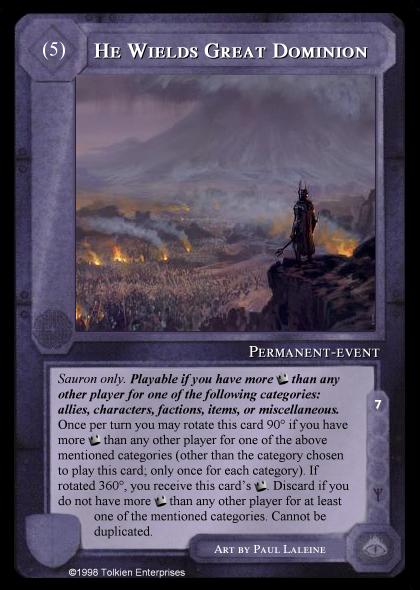 (5) HE WIELDS GREAT DOMINION
PERMANENT-EVENT
Sauron only. Playable if you have more than any
other player for one of the following categories:
allies, characters, factions, items, or miscellaneous.
Once per turn you may rotate this card 90° if you have
more than any other player for one of the above
mentioned categories (other than the category chosen
to play this card; only once for each category). If
rotated 360°, you receive this card's . Discard if you
do not have more than any other player for at least
one of the mentioned categories. Cannot be
duplicated.
7
ART BY PAUL LALEINE
©1998 Tolkien Enterprises